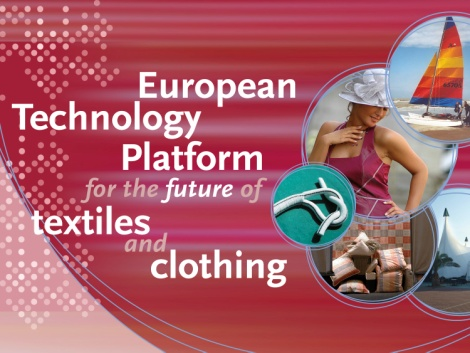 European
Technology
Platform
for the future of
textiles
and
clothing